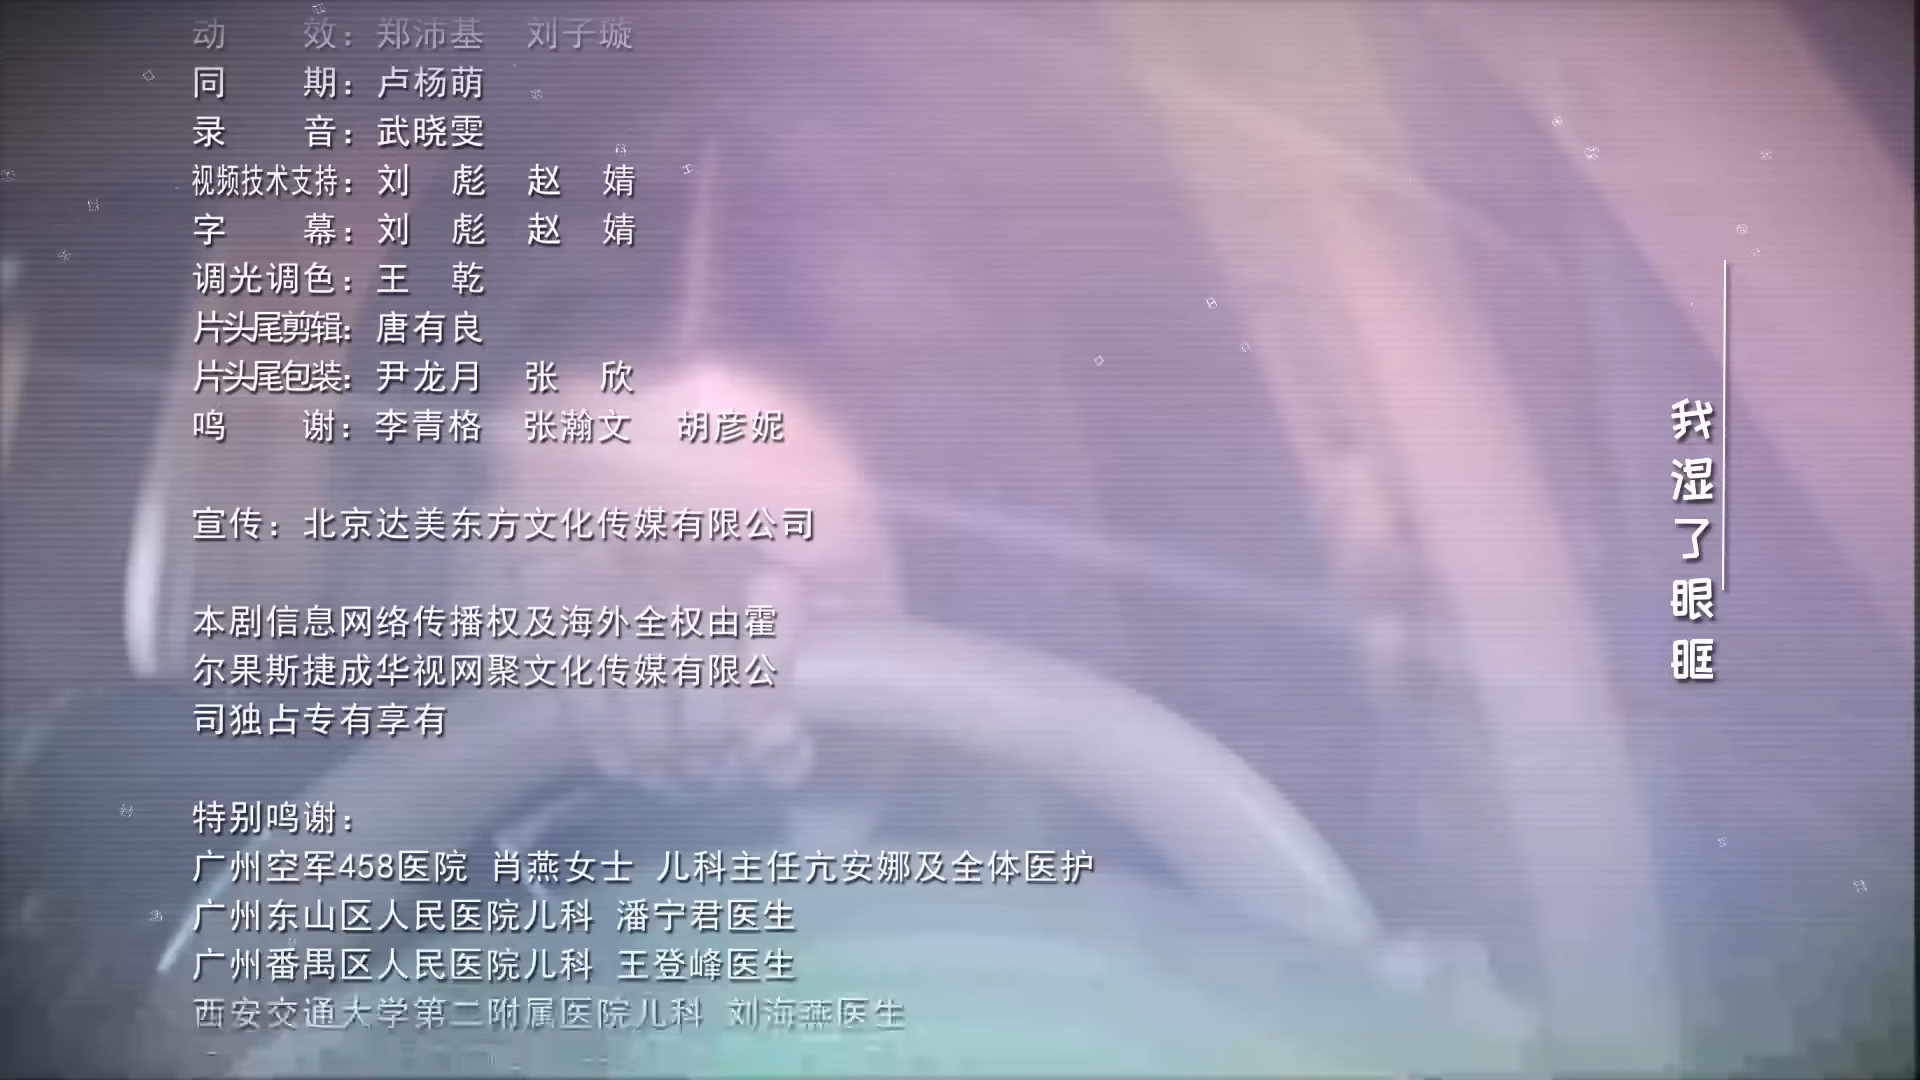 动 效：郑沛基 刘子璇
同 期：卢杨萌
录 音：武晓雯
视频技术支持：刘 彪 赵 婧
字 幕：刘 彪 赵 婧
调光调色：王 乾
片头尾剪辑：唐有良
片头尾包装：尹龙月 张 欣
鸣 谢：李青格 张瀚文 胡彦妮
宣传：北京达美东方文化传媒有限公司
本剧信息网络传播权及海外全权由霍
尔果斯捷成华视网聚文化传媒有限公
司独占专有享有
特别鸣谢：
广州空军458医院 肖燕女士 儿科主任亢安娜及全体医护
广州东山区人民医院儿科 潘宁君医生
广州番禺区人民医院儿科 王登峰医生
西安交通大学第二附属医院儿科 刘海燕医生
我湿了眼眶